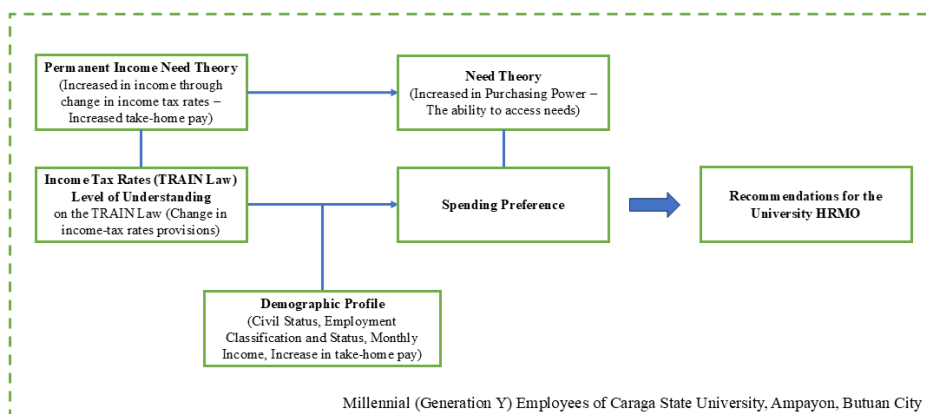 Permanent Income Need Theory
(Increased in income through
change in income tax rates –
Increased take-home pay)
Need Theory
(Increased in Purchasing Power –
The ability to access needs)
Income Tax Rates (TRAIN Law)
Level of Understanding
on the TRAIN Law (Change in
income-tax rates provisions)
Spending Preference
Recommendations for the
University HRMO
Demographic Profile
(Civil Status, Employment
Classification and Status, Monthly
Income, Increase in take-home pay)
Millennial (Generation Y) Employees of Caraga State University, Ampayon, Butuan City